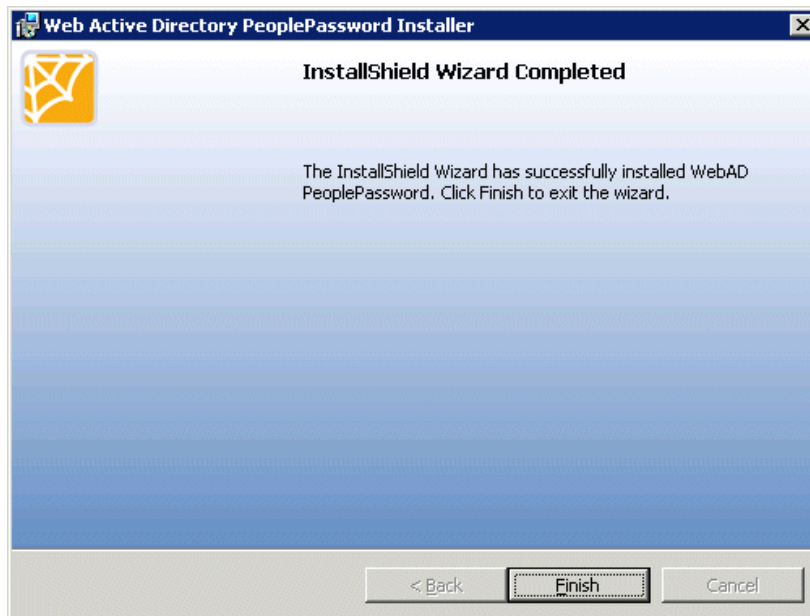 Web Active Directory PeoplePassword Installer
InstallShield Wizard Completed
The InstallShield Wizard has successfully installed WebAD
PeoplePassword. Click Finish to exit the wizard.
< Back
Finish
Cancel